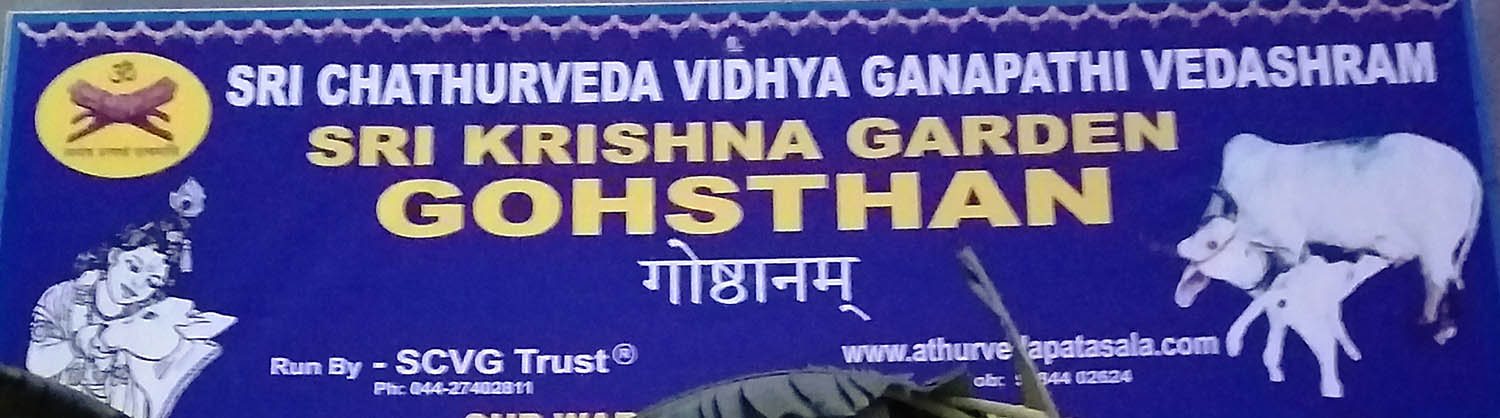 ॐ
SRI CHATHURVEDA VIDHYA GANAPATHI VEDASHRAM
SRI KRISHNA GARDEN
GOHSTHAN
गोष्ठानम्
Run By - SCVG Trust®
Ph: 044-27402811